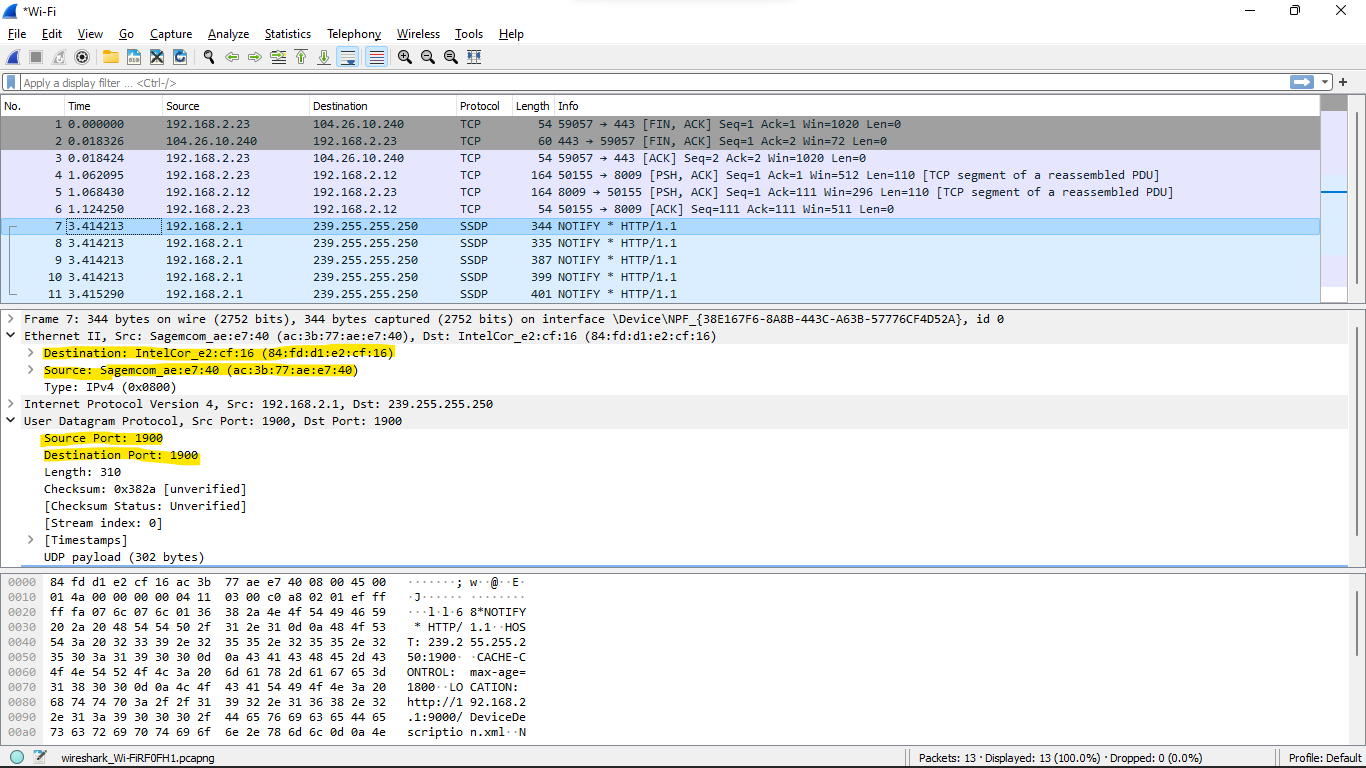 *Wi-Fi
File Edit View Go Capture Analyze Statistics Telephony Wireless Tools Help
Apply a display filter ... <Ctrl-/>
No. Time Source Destination Protocol Length Info
1 0.000000 192.168.2.23 104.26.10.240 TCP 54 59057 → 443 [FIN, ACK] Seq=1 Ack=1 Win=1020 Len=0
2 0.018326 104.26.10.240 192.168.2.23 TCP 60 443 → 59057 [FIN, ACK] Seq=1 Ack=2 Win=72 Len=0
3 0.018424 192.168.2.23 104.26.10.240 TCP 54 59057 → 443 [ACK] Seq=2 Ack=2 Win=1020 Len=0
4 1.062095 192.168.2.23 192.168.2.12 TCP 164 50155 → 8009 [PSH, ACK] Seq=1 Ack=1 Win=512 Len=110 [TCP segment of a reassembled PDU]
5 1.068430 192.168.2.12 192.168.2.23 TCP 164 8009 → 50155 [PSH, ACK] Seq=1 Ack=111 Win=296 Len=110 [TCP segment of a reassembled PDU]
6 1.124250 192.168.2.23 192.168.2.12 TCP 54 50155 → 8009 [ACK] Seq=111 Ack=111 Win=511 Len=0
7 3.414213 192.168.2.1 239.255.255.250 SSDP 344 NOTIFY * HTTP/1.1
8 3.414213 192.168.2.1 239.255.255.250 SSDP 335 NOTIFY * HTTP/1.1
9 3.414213 192.168.2.1 239.255.255.250 SSDP 387 NOTIFY * HTTP/1.1
10 3.414213 192.168.2.1 239.255.255.250 SSDP 399 NOTIFY * HTTP/1.1
11 3.415290 192.168.2.1 239.255.255.250 SSDP 401 NOTIFY * HTTP/1.1
Frame 7: 344 bytes on wire (2752 bits), 344 bytes captured (2752 bits) on interface \Device\NPF_{38E167F6-8A8B-443C-A63B-57776CF4D52A}, id 0
Ethernet II, Src: Sagemcom_ae:e7:40 (ac:3b:77:ae:e7:40), Dst: IntelCor_e2:cf:16 (84:fd:d1:e2:cf:16)
Destination: IntelCor_e2:cf:16 (84:fd:d1:e2:cf:16)
Source: Sagemcom_ae:e7:40 (ac:3b:77:ae:e7:40)
Type: IPv4 (0x0800)
Internet Protocol Version 4, Src: 192.168.2.1, Dst: 239.255.255.250
User Datagram Protocol, Src Port: 1900, Dst Port: 1900
Source Port: 1900
Destination Port: 1900
Length: 310
Checksum: 0x382a [unverified]
[Checksum Status: Unverified]
[Stream index: 0]
[Timestamps]
UDP payload (302 bytes)
0000 84 fd d1 e2 cf 16 ac 3b 77 ae e7 40 08 00 45 00 ·······; w··@··E·
0010 01 4a 00 00 00 00 04 11 03 00 c0 a8 02 01 ef ff ·J······ ········
0020 ff fa 07 6c 07 6c 01 36 38 2a 4e 4f 54 49 46 59 ···l·l·6 8*NOTIFY
0030 20 2a 20 48 54 54 50 2f 31 2e 31 0d 0a 48 4f 53 * HTTP/ 1.1··HOS
0040 54 3a 20 32 33 39 2e 32 35 35 2e 32 35 35 2e 32 T: 239.2 55.255.2
0050 35 30 3a 31 39 30 30 0d 0a 43 41 43 48 45 2d 43 50:1900· ·CACHE-C
0060 4f 4e 54 52 4f 4c 3a 20 6d 61 78 2d 61 67 65 3d ONTROL: max-age=
0070 31 38 30 30 0d 0a 4c 4f 43 41 54 49 4f 4e 3a 20 1800··LO CATION:
0080 68 74 74 70 3a 2f 2f 31 39 32 2e 31 36 38 2e 32 http://1 92.168.2
0090 2e 31 3a 39 30 30 30 2f 44 65 76 69 63 65 44 65 .1:9000/ DeviceDe
00a0 73 63 72 69 70 74 69 6f 6e 2e 78 6d 6c 0d 0a 4e scriptio n.xml··N
wireshark_Wi-FiRF0FH1.pcapng Packets: 13 · Displayed: 13 (100.0%) · Dropped: 0 (0.0%) Profile: Default